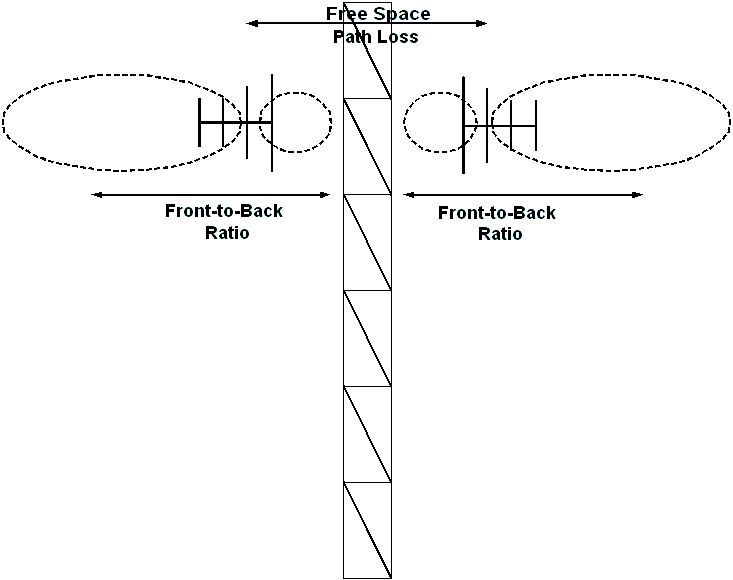 Free Space
Path Loss
Front-to-Back
Ratio
Front-to-Back
Ratio